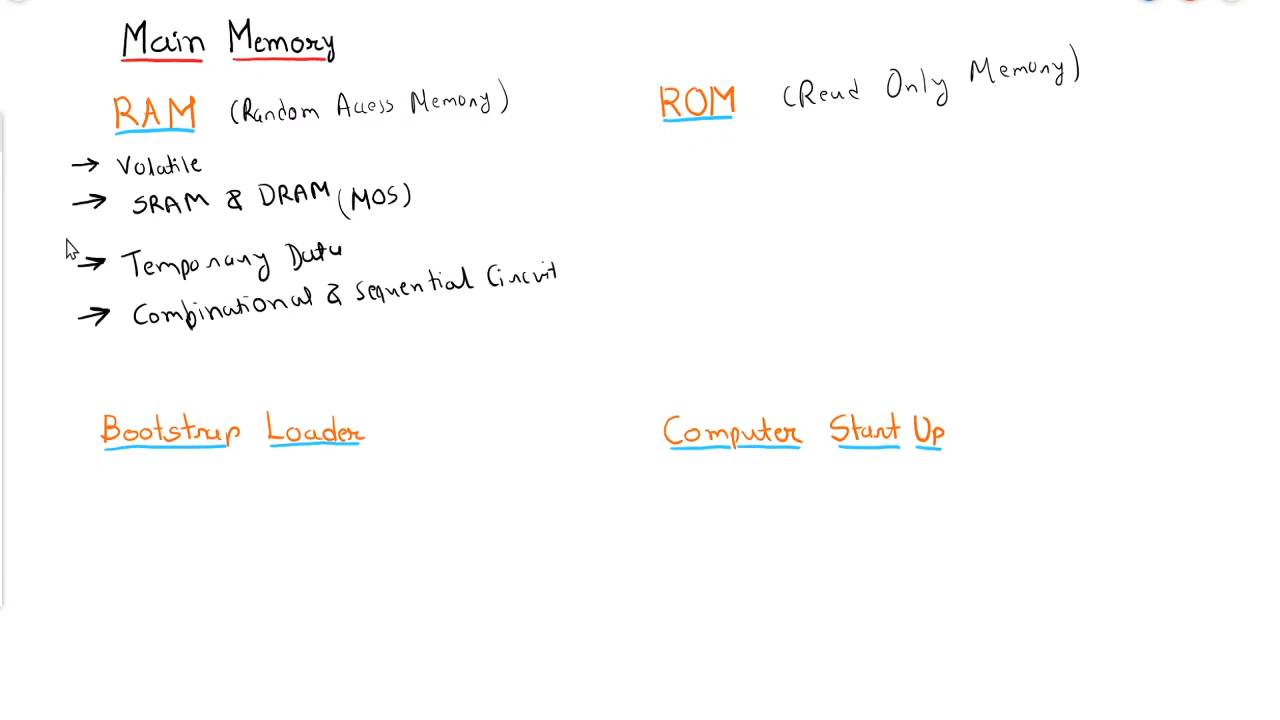 Main Memory
RAM (Random Acess Memory)
→ Volatile
→ SRAM & DRAM (MOS)
→ Temporary Data
→ Combinational & Sequential Circuit
ROM (Read Only Memory)
Bootstrap Loader
Computer Start Up